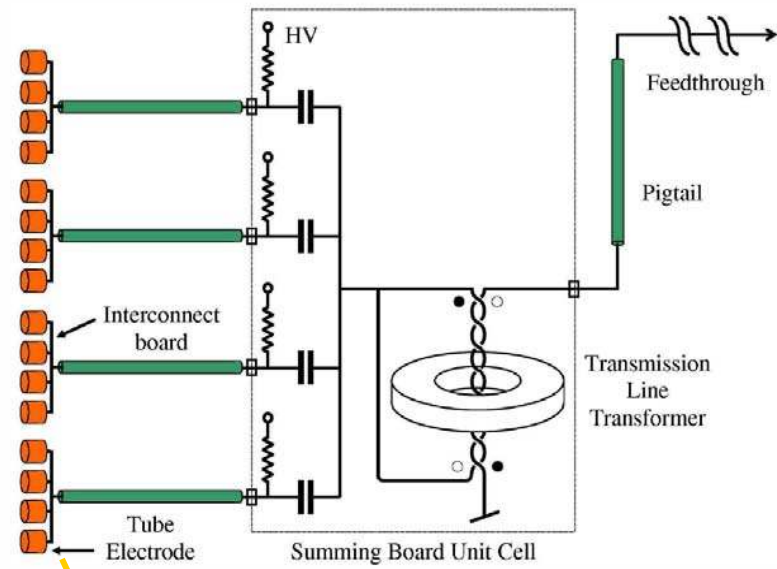 HV
Feedthrough
Pigtail
Interconnect
board
Transmission
Line
Transformer
Tube
Electrode
Summing Board Unit Cell